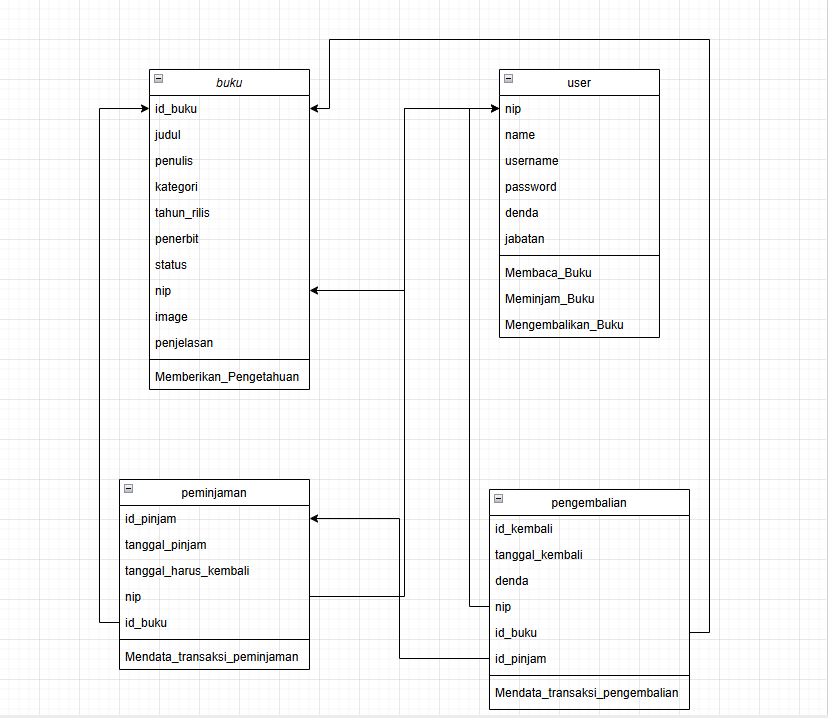 buku
id_buku
judul
penulis
kategori
tahun_rilis
penerbit
status
nip
image
penjelasan
Memberikan_Pengetahuan
user
nip
name
username
password
denda
jabatan
Membaca_Buku
Meminjam_Buku
Mengembalikan_Buku
peminjaman
id_pinjam
tanggal_pinjam
tanggal_harus_kembali
nip
id_buku
Mendata_transaksi_peminjaman
pengembalian
id_kembali
tanggal_kembali
denda
nip
id_buku
id_pinjam
Mendata_transaksi_pengembalian